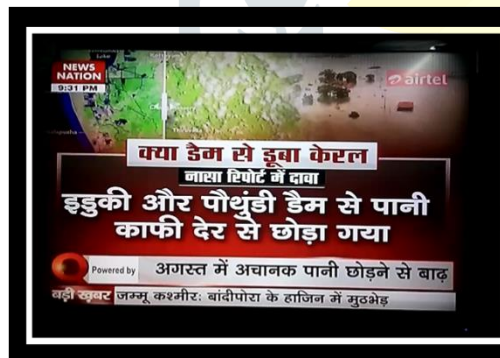 NEWS
NATION
9:31 PM
airtel
क्या डैम से डूबा केरल
नासा रिपोर्ट में दावा
इडुकी और पौथुंडी डैम से पानी
काफी देर से छोड़ा गया
Powered by
अगस्त में अचानक पानी छोड़ने से बाढ़
बड़ी ख़बर जम्मू कश्मीर: बांदीपोरा के हाजिन में मुठभेड़